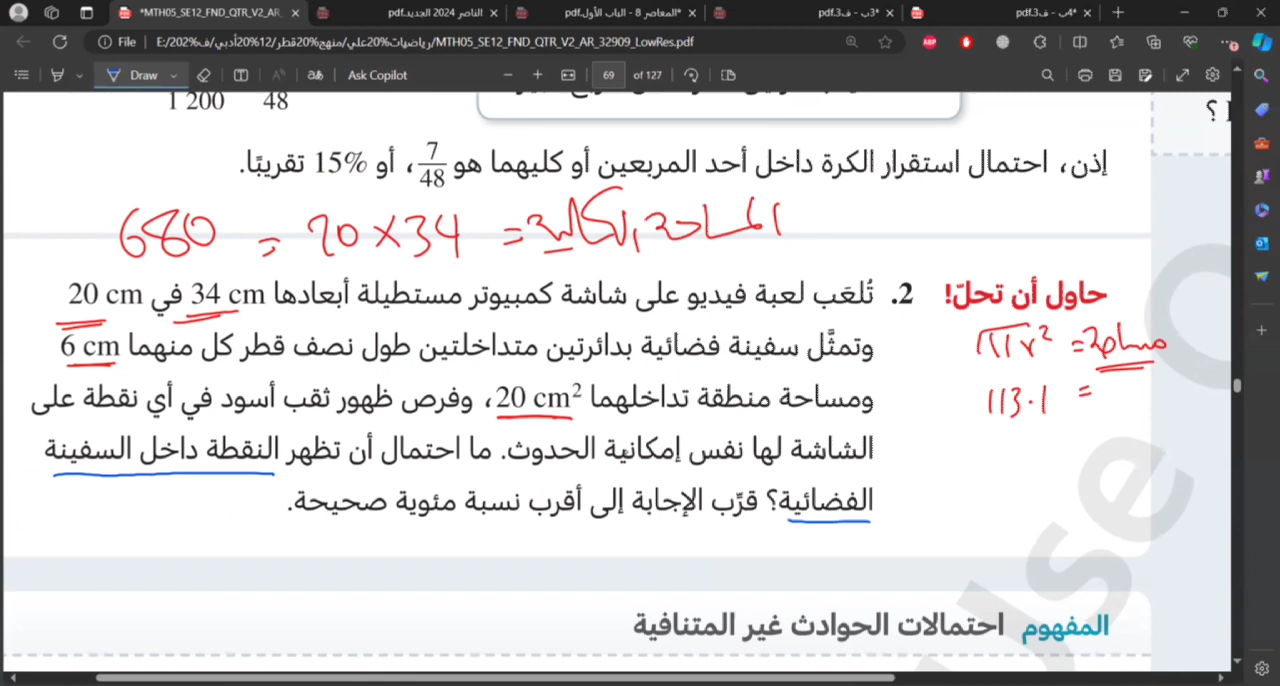 *MTH05_SE12_FND_QTR_V2_AR_
الناصر 2024 الجديد.pdf
*المعاصر 8 - الباب الأول.pdf
3ب - ف3.pdf
4ب - ف3.pdf
File E:/202%ف/أدبي%20(12%20قطر/منهج%20علي/رياضيات%20/MTH05_SE12_FND_QTR_V2_AR_32909_LowRes.pdf
Draw Ask Copilot 69 of 127
1 200 48
إذن، احتمال استقرار الكرة داخل أحد المربعين أو كليهما هو 7/48، أو 15% تقريبًا.
المساحة الكلية = 34 × 20 = 680
حاول أن تحلّ! 2. تُلعَب لعبة فيديو على شاشة كمبيوتر مستطيلة أبعادها 34 cm في 20 cm
وتمثَّل سفينة فضائية بدائرتين متداخلتين طول نصف قطر كل منهما 6 cm
مساحة = πr²
ومساحة منطقة تداخلهما 20 cm²، وفرص ظهور ثقب أسود في أي نقطة على
= 113.1
الشاشة لها نفس إمكانية الحدوث. ما احتمال أن تظهر النقطة داخل السفينة
الفضائية؟ قرِّب الإجابة إلى أقرب نسبة مئوية صحيحة.
المفهوم احتمالات الحوادث غير المتنافية
use O